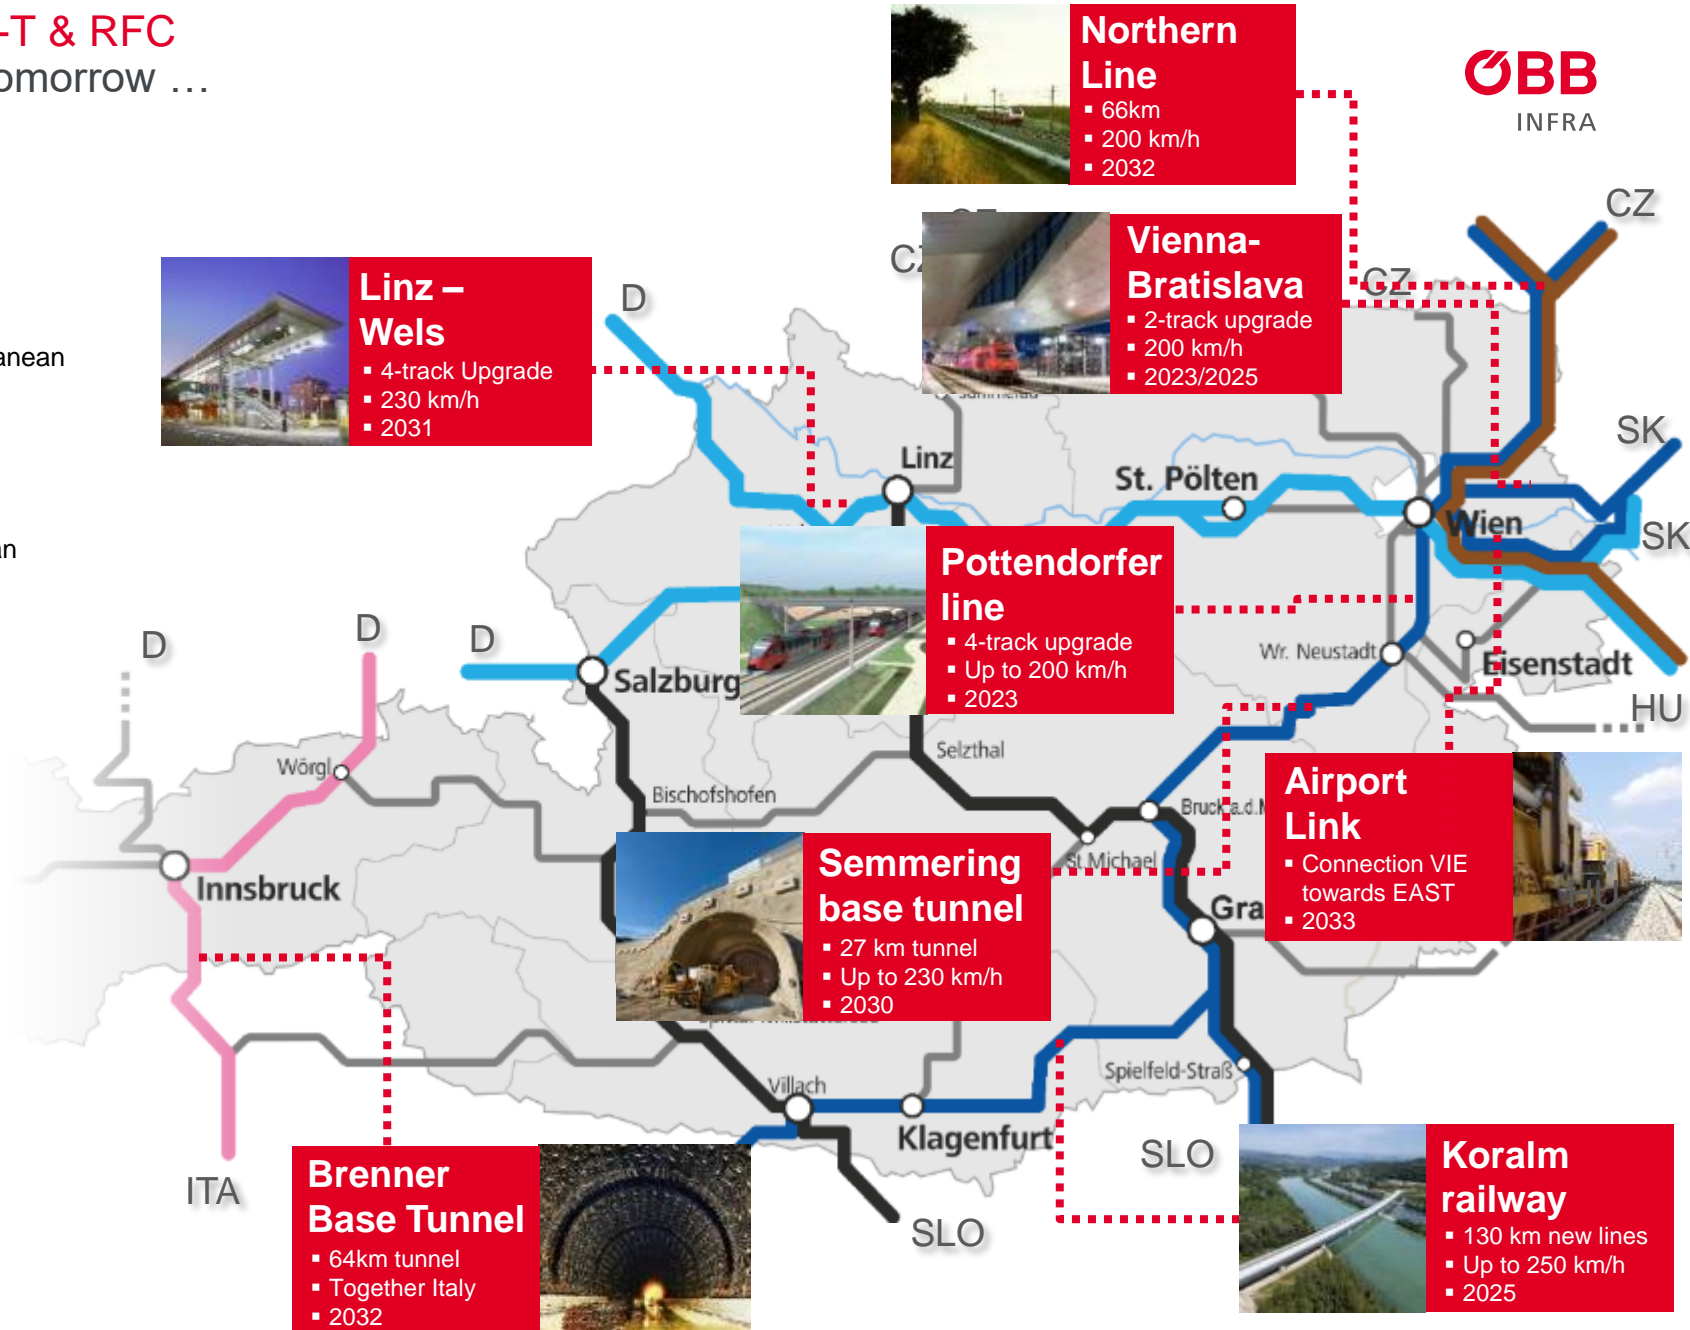 -T & RFC
omorrow …
ÖBB
INFRA
Northern
Line
▪ 66km
▪ 200 km/h
▪ 2032
CZ
CZ
CZ
Vienna-
Bratislava
▪ 2-track upgrade
▪ 200 km/h
▪ 2023/2025
D
Linz –
Wels
▪ 4-track Upgrade
▪ 230 km/h
▪ 2031
anean
an
SK
SK
Linz
St. Pölten
Wien
Pottendorfer
line
▪ 4-track upgrade
▪ Up to 200 km/h
▪ 2023
D
D
D
Salzburg
Wr. Neustadt
Eisenstadt
HU
Selzthal
Wörgl
Bischofshofen
Bruck a.d.M
St Michael
Airport
Link
▪ Connection VIE
towards EAST
▪ 2033
HU
Innsbruck
Semmering
base tunnel
▪ 27 km tunnel
▪ Up to 230 km/h
▪ 2030
Gra
Spielfeld-Straß
Villach
Klagenfurt
SLO
SLO
ITA
Brenner
Base Tunnel
▪ 64km tunnel
▪ Together Italy
▪ 2032
Koralm
railway
▪ 130 km new lines
▪ Up to 250 km/h
▪ 2025